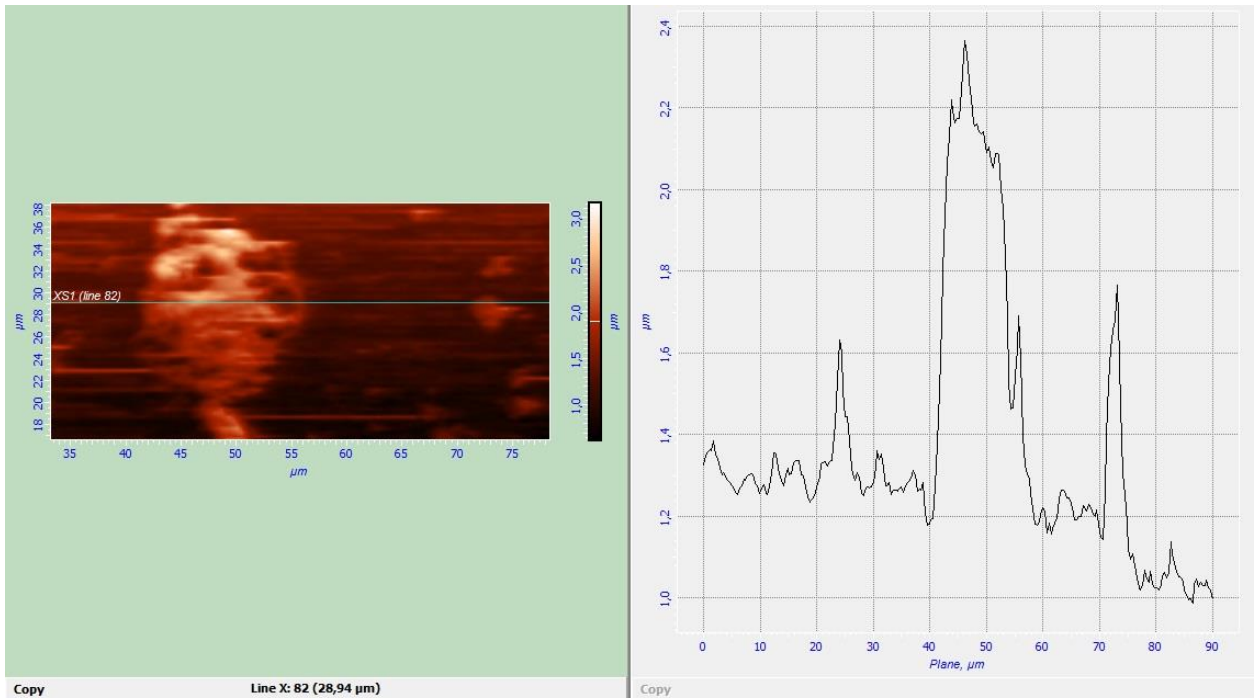 38
36
34
32
30
28
26
24
22
20
18
µm
XS1 (line 82)
35 40 45 50 55 60 65 70 75
µm
3,0
2,5
2,0
1,5
1,0
µm
Copy
Line X: 82 (28,94 µm)
2,4
2,2
2,0
1,8
1,6
1,4
1,2
1,0
µm
0 10 20 30 40 50 60 70 80 90
Plane, µm
Copy